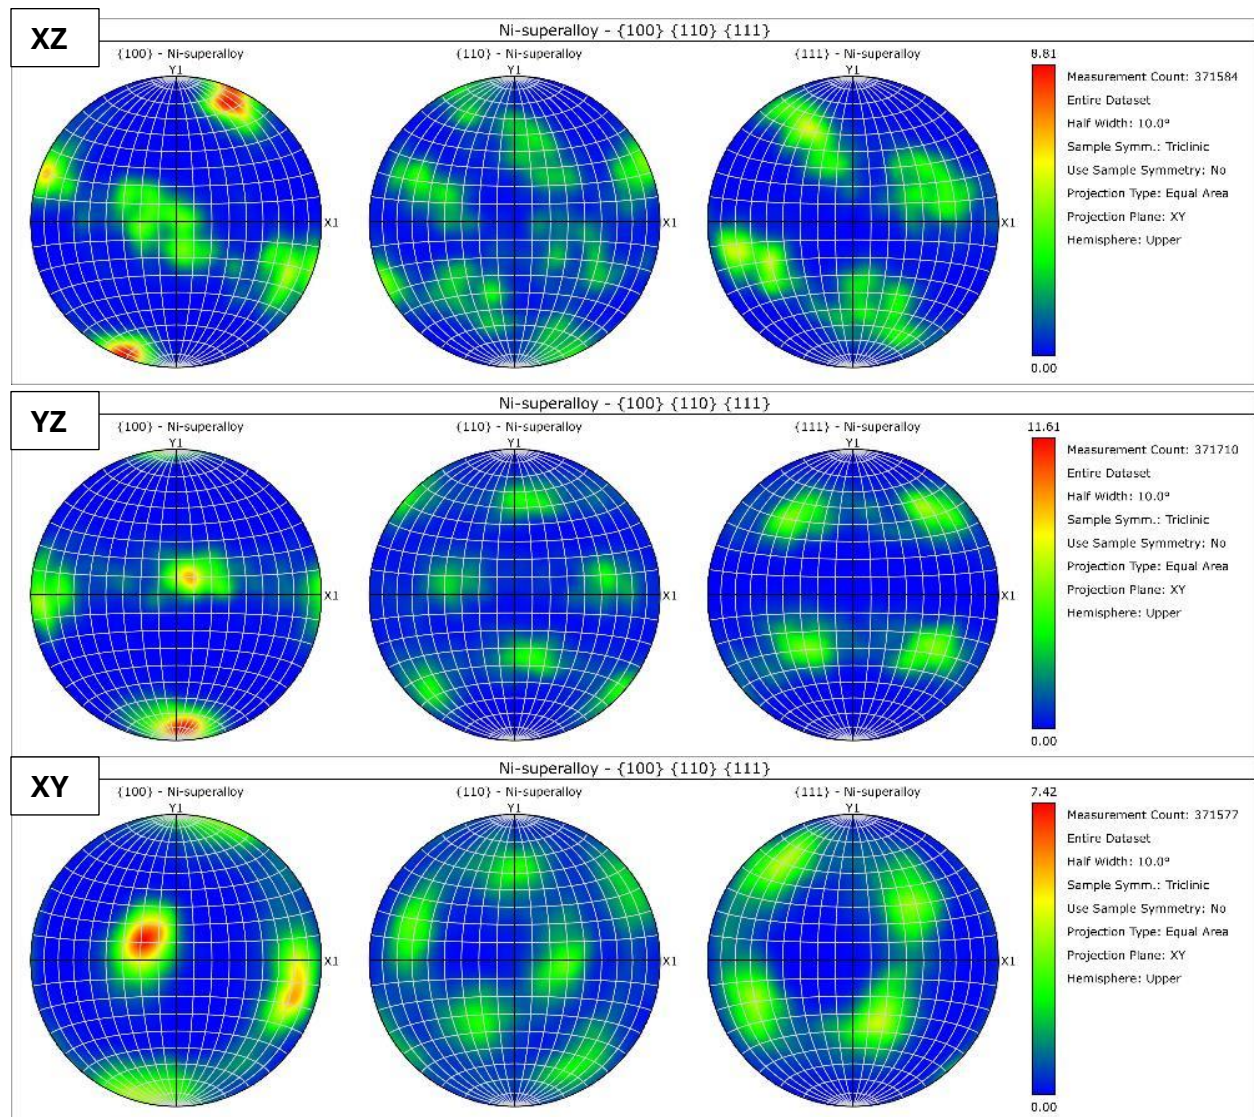 XZ
Ni-superalloy - {100} {110} {111}
{100} - Ni-superalloy
{110} - Ni-superalloy
{111} - Ni-superalloy
Y1
Y1
Y1
X1
X1
X1
8.81
0.00
Measurement Count: 371584
Entire Dataset
Half Width: 10.0°
Sample Symm.: Triclinic
Use Sample Symmetry: No
Projection Type: Equal Area
Projection Plane: XY
Hemisphere: Upper
YZ
Ni-superalloy - {100} {110} {111}
{100} - Ni-superalloy
{110} - Ni-superalloy
{111} - Ni-superalloy
Y1
Y1
Y1
X1
X1
X1
11.61
0.00
Measurement Count: 371710
Entire Dataset
Half Width: 10.0°
Sample Symm.: Triclinic
Use Sample Symmetry: No
Projection Type: Equal Area
Projection Plane: XY
Hemisphere: Upper
XY
Ni-superalloy - {100} {110} {111}
{100} - Ni-superalloy
{110} - Ni-superalloy
{111} - Ni-superalloy
Y1
Y1
Y1
X1
X1
X1
7.42
0.00
Measurement Count: 371577
Entire Dataset
Half Width: 10.0°
Sample Symm.: Triclinic
Use Sample Symmetry: No
Projection Type: Equal Area
Projection Plane: XY
Hemisphere: Upper